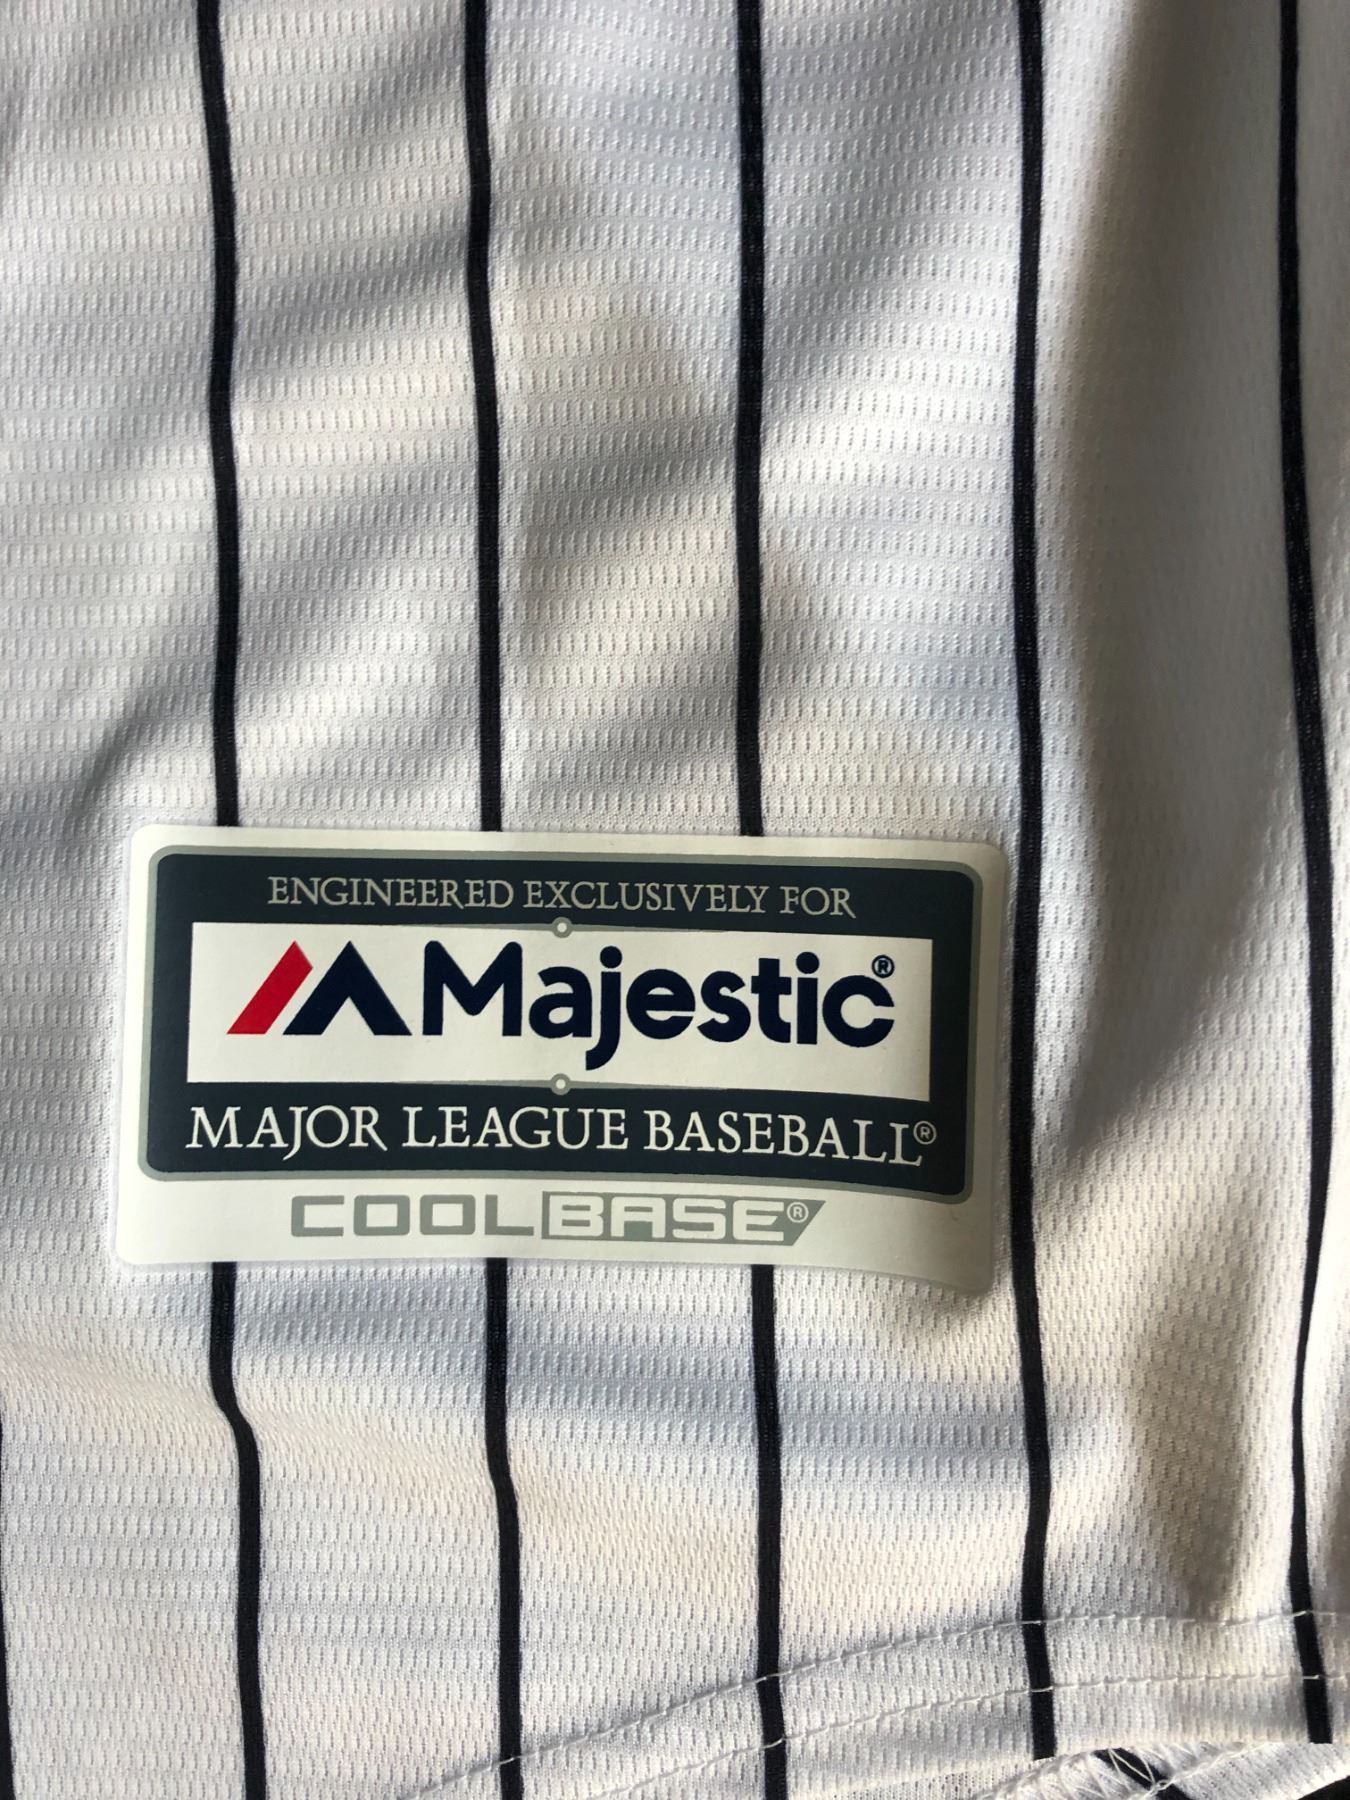 ENGINEERED EXCLUSIVELY FOR
Majestic®
MAJOR LEAGUE BASEBALL®
COOLBASE®